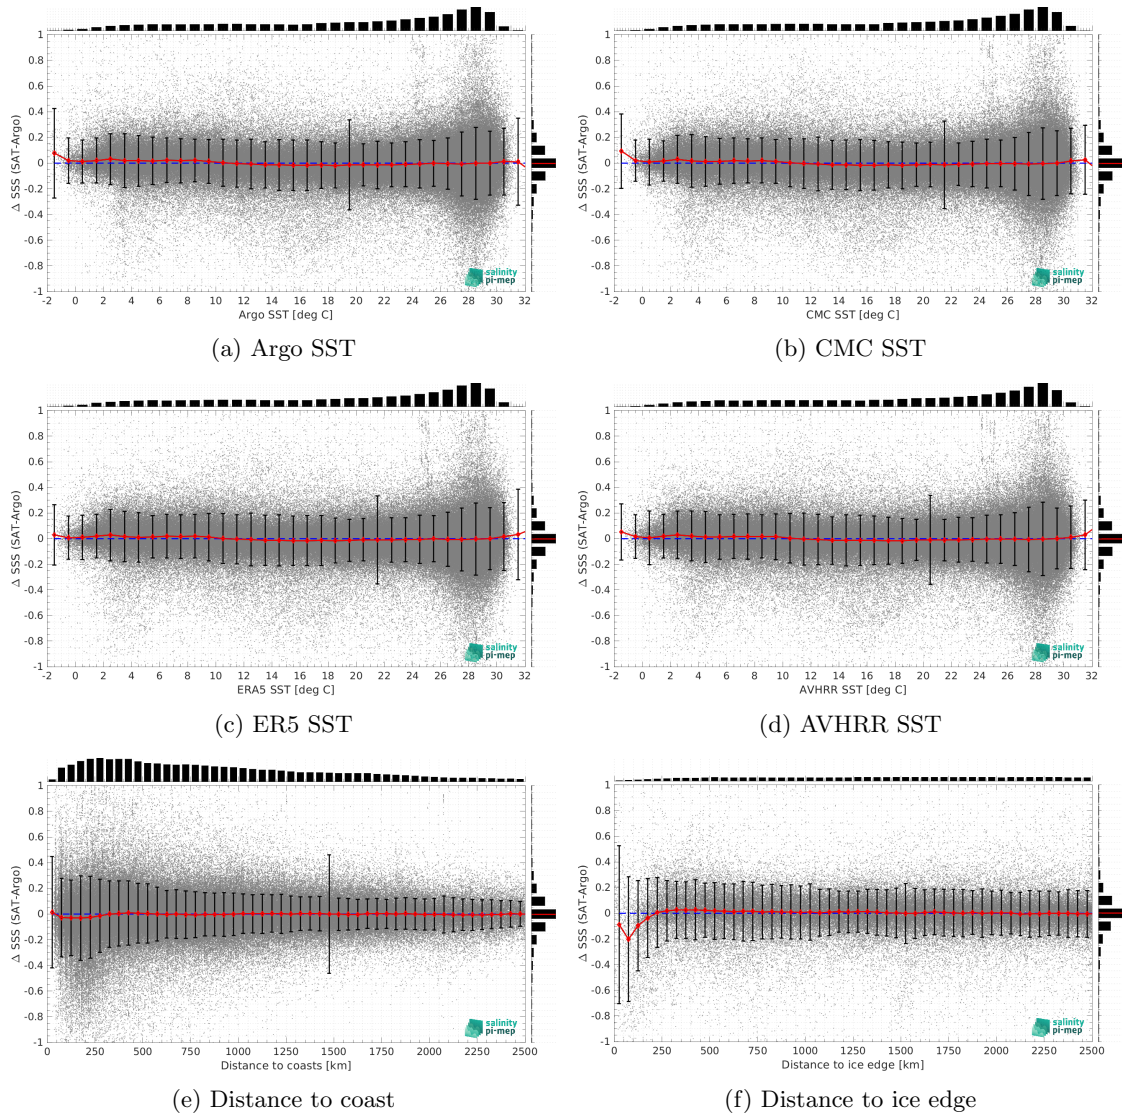 1
0.8
0.6
0.4
0.2
0
-0.2
-0.4
-0.6
-0.8
-1
Δ SSS (SAT-Argo)
salinity
pi-mep
-2 0 2 4 6 8 10 12 14 16 18 20 22 24 26 28 30 32
Argo SST [deg C]
(a) Argo SST
1
0.8
0.6
0.4
0.2
0
-0.2
-0.4
-0.6
-0.8
-1
Δ SSS (SAT-Argo)
salinity
pi-mep
-2 0 2 4 6 8 10 12 14 16 18 20 22 24 26 28 30 32
CMC SST [deg C]
(b) CMC SST
1
0.8
0.6
0.4
0.2
0
-0.2
-0.4
-0.6
-0.8
-1
Δ SSS (SAT-Argo)
salinity
pi-mep
-2 0 2 4 6 8 10 12 14 16 18 20 22 24 26 28 30 32
ERA5 SST [deg C]
(c) ER5 SST
1
0.8
0.6
0.4
0.2
0
-0.2
-0.4
-0.6
-0.8
-1
Δ SSS (SAT-Argo)
salinity
pi-mep
-2 0 2 4 6 8 10 12 14 16 18 20 22 24 26 28 30 32
AVHRR SST [deg C]
(d) AVHRR SST
1
0.8
0.6
0.4
0.2
0
-0.2
-0.4
-0.6
-0.8
-1
Δ SSS (SAT-Argo)
salinity
pi-mep
0 250 500 750 1000 1250 1500 1750 2000 2250 2500
Distance to coasts [km]
(e) Distance to coast
1
0.8
0.6
0.4
0.2
0
-0.2
-0.4
-0.6
-0.8
-1
Δ SSS (SAT-Argo)
salinity
pi-mep
0 250 500 750 1000 1250 1500 1750 2000 2250 2500
Distance to ice edge [km]
(f) Distance to ice edge